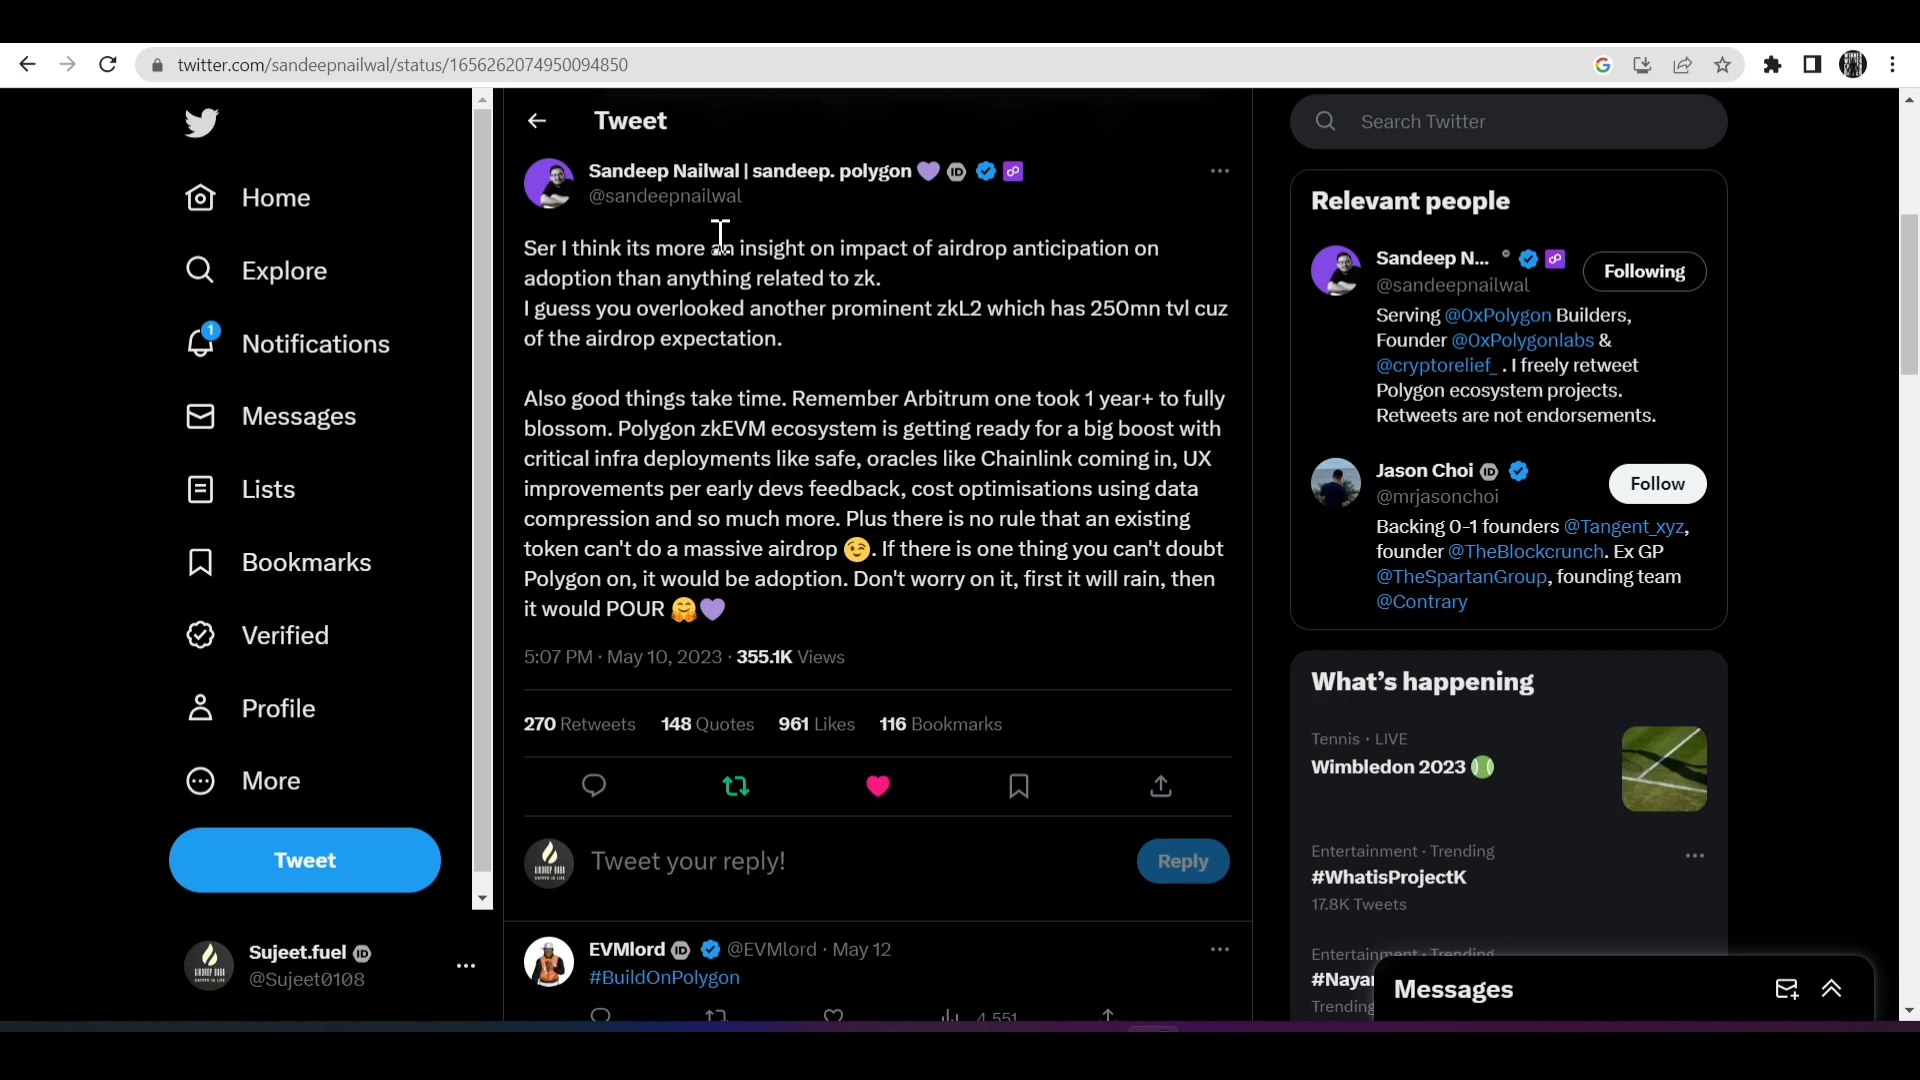 twitter.com/sandeepnailwal/status/1656262074950094850
Home
Explore
1
Notifications
Messages
Lists
Bookmarks
Verified
Profile
More
Tweet
Sujeet.fuel
@Sujeet0108
Tweet
Sandeep Nailwal | sandeep. polygon 💜
@sandeepnailwal
Ser I think its more an insight on impact of airdrop anticipation on
adoption than anything related to zk.
I guess you overlooked another prominent zkL2 which has 250mn tvl cuz
of the airdrop expectation.
Also good things take time. Remember Arbitrum one took 1 year+ to fully
blossom. Polygon zkEVM ecosystem is getting ready for a big boost with
critical infra deployments like safe, oracles like Chainlink coming in, UX
improvements per early devs feedback, cost optimisations using data
compression and so much more. Plus there is no rule that an existing
token can't do a massive airdrop 😉. If there is one thing you can't doubt
Polygon on, it would be adoption. Don't worry on it, first it will rain, then
it would POUR 🤗💜
5:07 PM · May 10, 2023 · 355.1K Views
270 Retweets 148 Quotes 961 Likes 116 Bookmarks
Tweet your reply!
Reply
EVMlord @EVMlord · May 12
#BuildOnPolygon
4,551
Search Twitter
Relevant people
Sandeep N...
@sandeepnailwal
Following
Serving @0xPolygon Builders,
Founder @0xPolygonlabs &
@cryptorelief_ . I freely retweet
Polygon ecosystem projects.
Retweets are not endorsements.
Jason Choi
@mrjasonchoi
Follow
Backing 0-1 founders @Tangent_xyz,
founder @TheBlockcrunch. Ex GP
@TheSpartanGroup, founding team
@Contrary
What's happening
Tennis · LIVE
Wimbledon 2023
Entertainment · Trending
#WhatisProjectK
17.8K Tweets
Entertainment · Trending
#Nayan
Trending
Messages